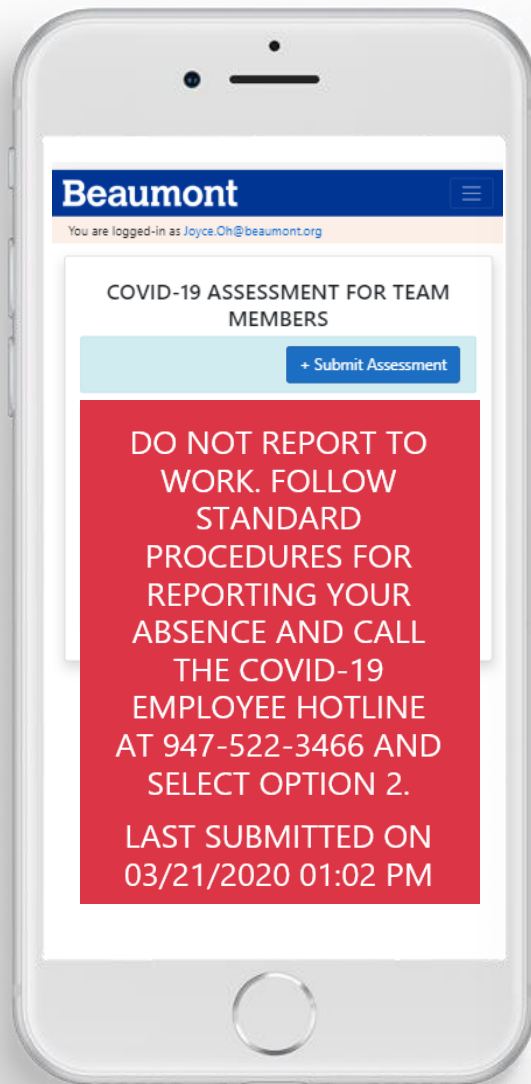 Beaumont
You are logged-in as Joyce.Oh@beaumont.org
COVID-19 ASSESSMENT FOR TEAM
MEMBERS
+ Submit Assessment
DO NOT REPORT TO
WORK. FOLLOW
STANDARD
PROCEDURES FOR
REPORTING YOUR
ABSENCE AND CALL
THE COVID-19
EMPLOYEE HOTLINE
AT 947-522-3466 AND
SELECT OPTION 2.
LAST SUBMITTED ON
03/21/2020 01:02 PM